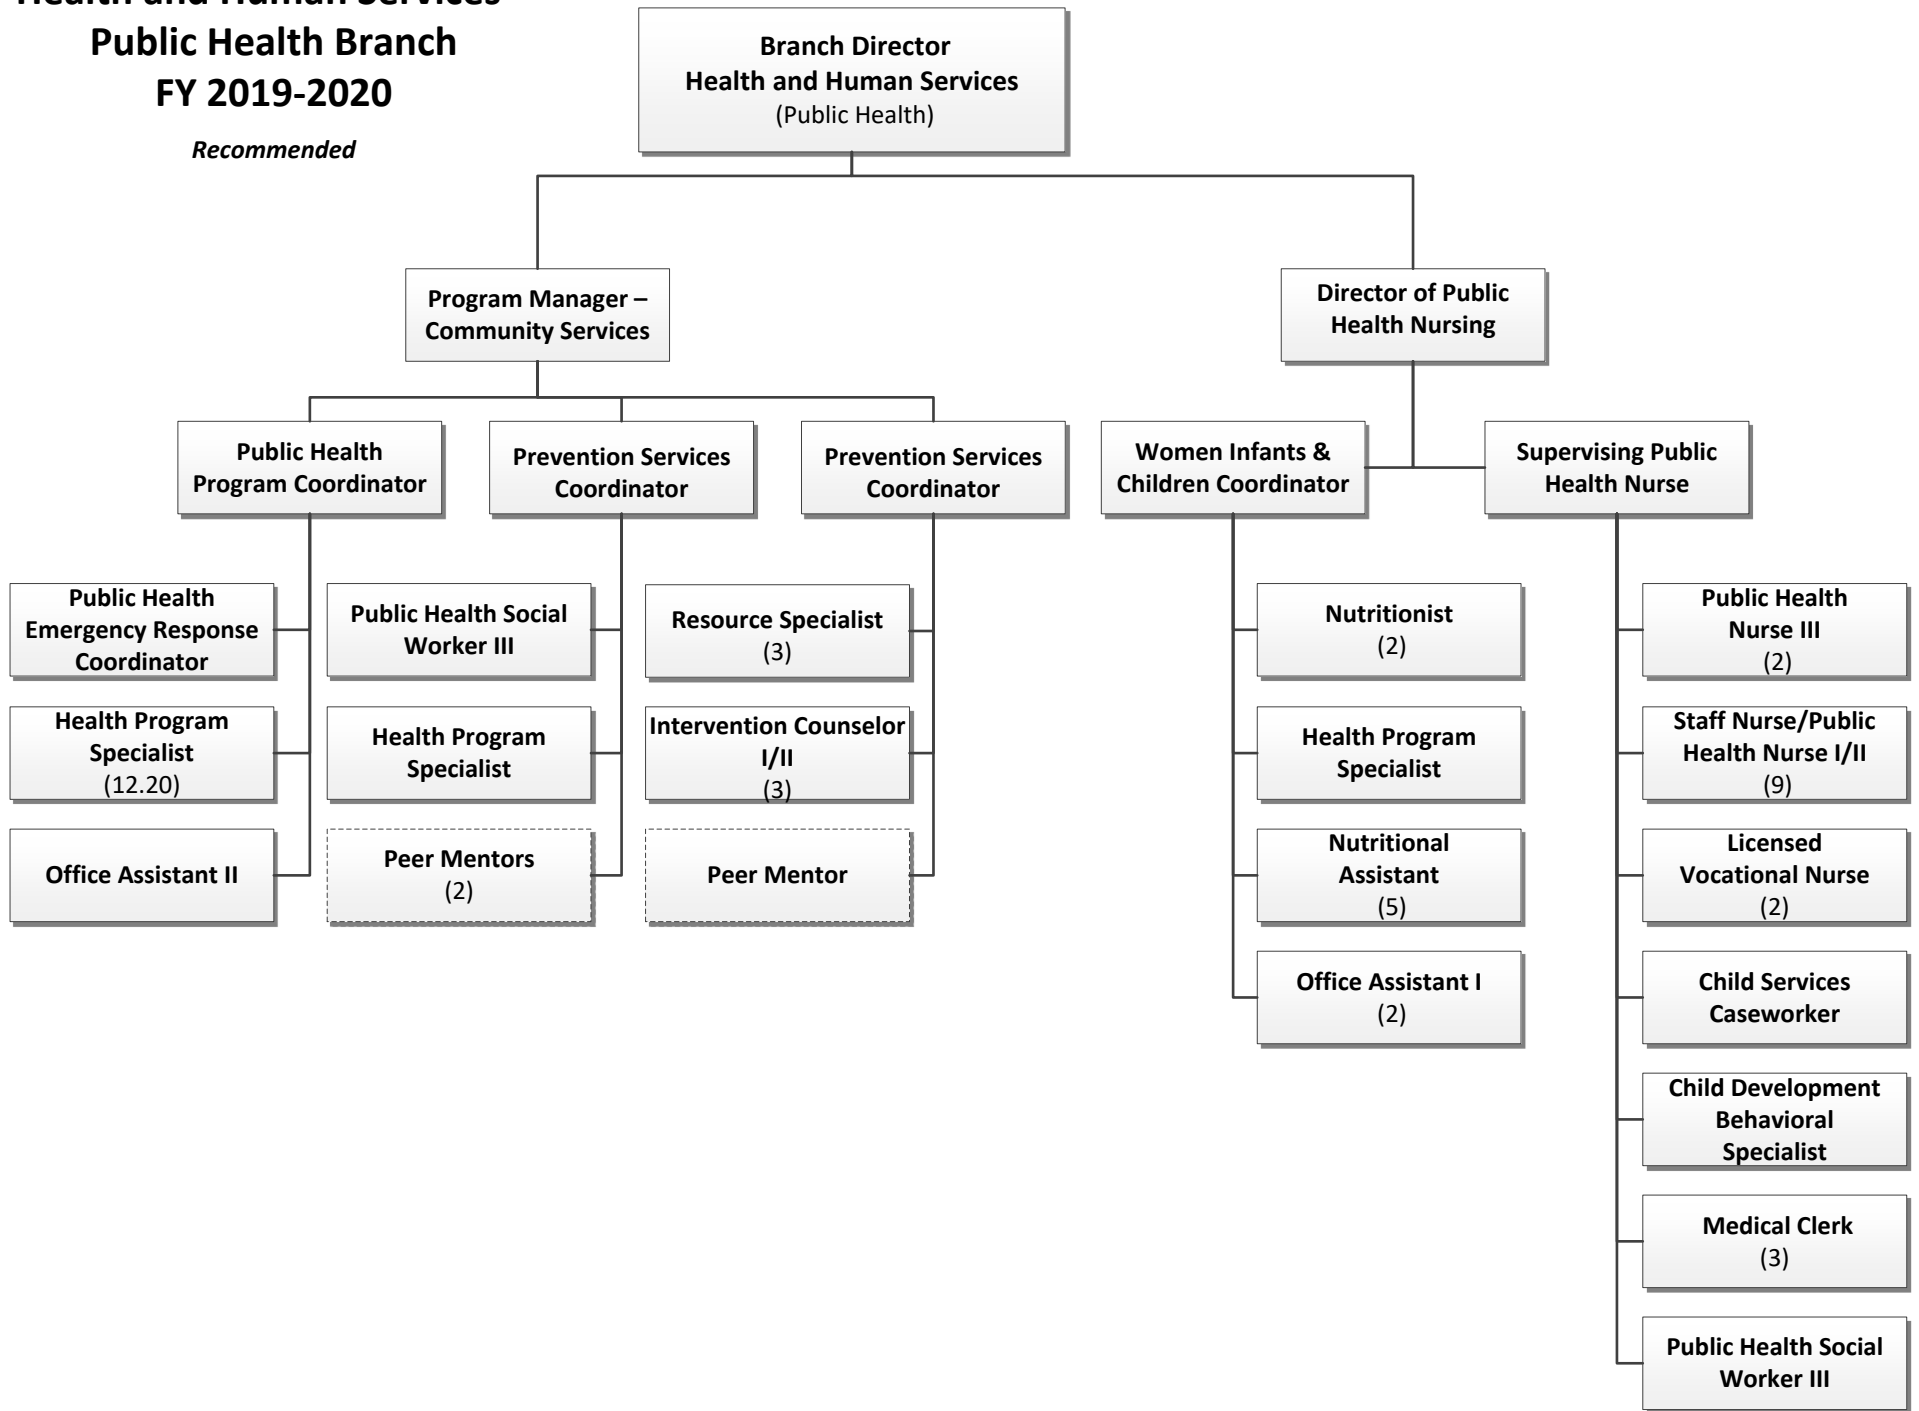 Health and Human Services
Public Health Branch
FY 2019-2020
Recommended
Branch Director
Health and Human Services
(Public Health)
Program Manager –
Community Services
Director of Public
Health Nursing
Public Health
Program Coordinator
Prevention Services
Coordinator
Prevention Services
Coordinator
Women Infants &
Children Coordinator
Supervising Public
Health Nurse
Public Health
Emergency Response
Coordinator
Health Program
Specialist
(12.20)
Office Assistant II
Public Health Social
Worker III
Health Program
Specialist
Peer Mentors
(2)
Resource Specialist
(3)
Intervention Counselor
I/II
(3)
Peer Mentor
Nutritionist
(2)
Health Program
Specialist
Nutritional
Assistant
(5)
Office Assistant I
(2)
Public Health
Nurse III
(2)
Staff Nurse/Public
Health Nurse I/II
(9)
Licensed
Vocational Nurse
(2)
Child Services
Caseworker
Child Development
Behavioral
Specialist
Medical Clerk
(3)
Public Health Social
Worker III